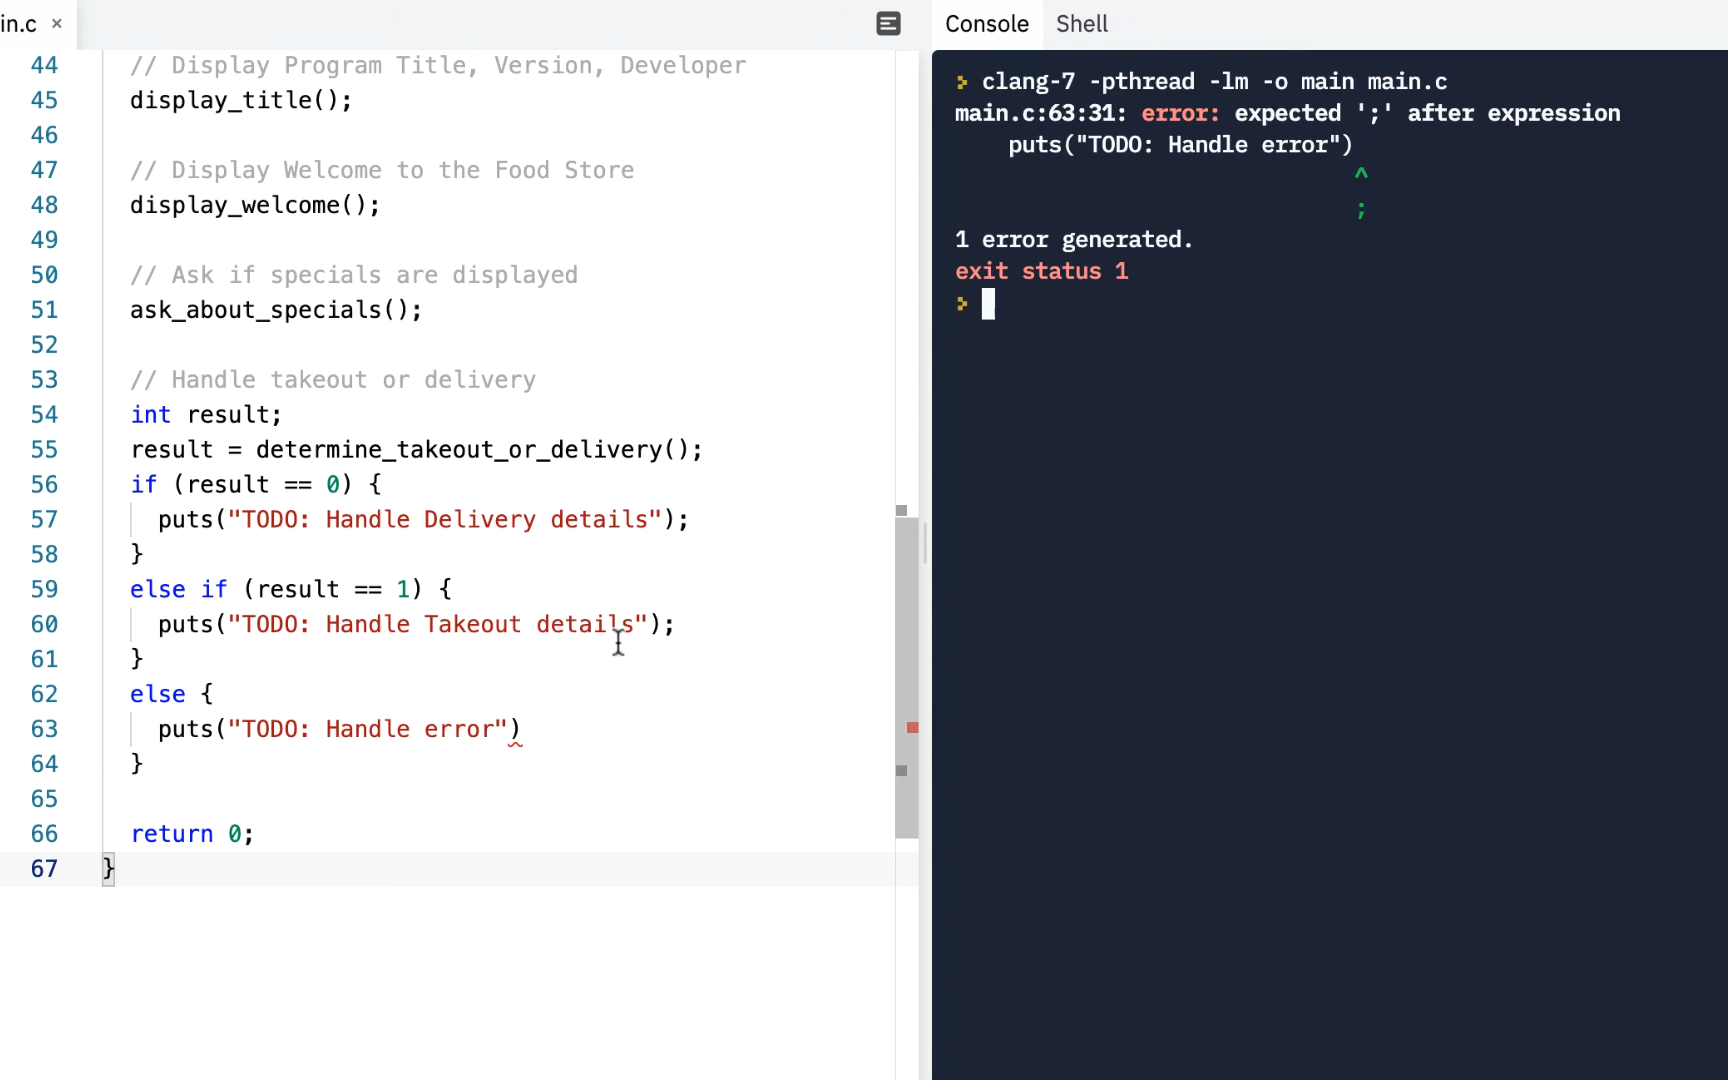 in.c ×
44 // Display Program Title, Version, Developer
45 display_title();
46
47 // Display Welcome to the Food Store
48 display_welcome();
49
50 // Ask if specials are displayed
51 ask_about_specials();
52
53 // Handle takeout or delivery
54 int result;
55 result = determine_takeout_or_delivery();
56 if (result == 0) {
57 puts("TODO: Handle Delivery details");
58 }
59 else if (result == 1) {
60 puts("TODO: Handle Takeout details");
61 }
62 else {
63 puts("TODO: Handle error")
64 }
65
66 return 0;
67 }
Console Shell
> clang-7 -pthread -lm -o main main.c
main.c:63:31: error: expected ';' after expression
puts("TODO: Handle error")
^
;
1 error generated.
exit status 1
>